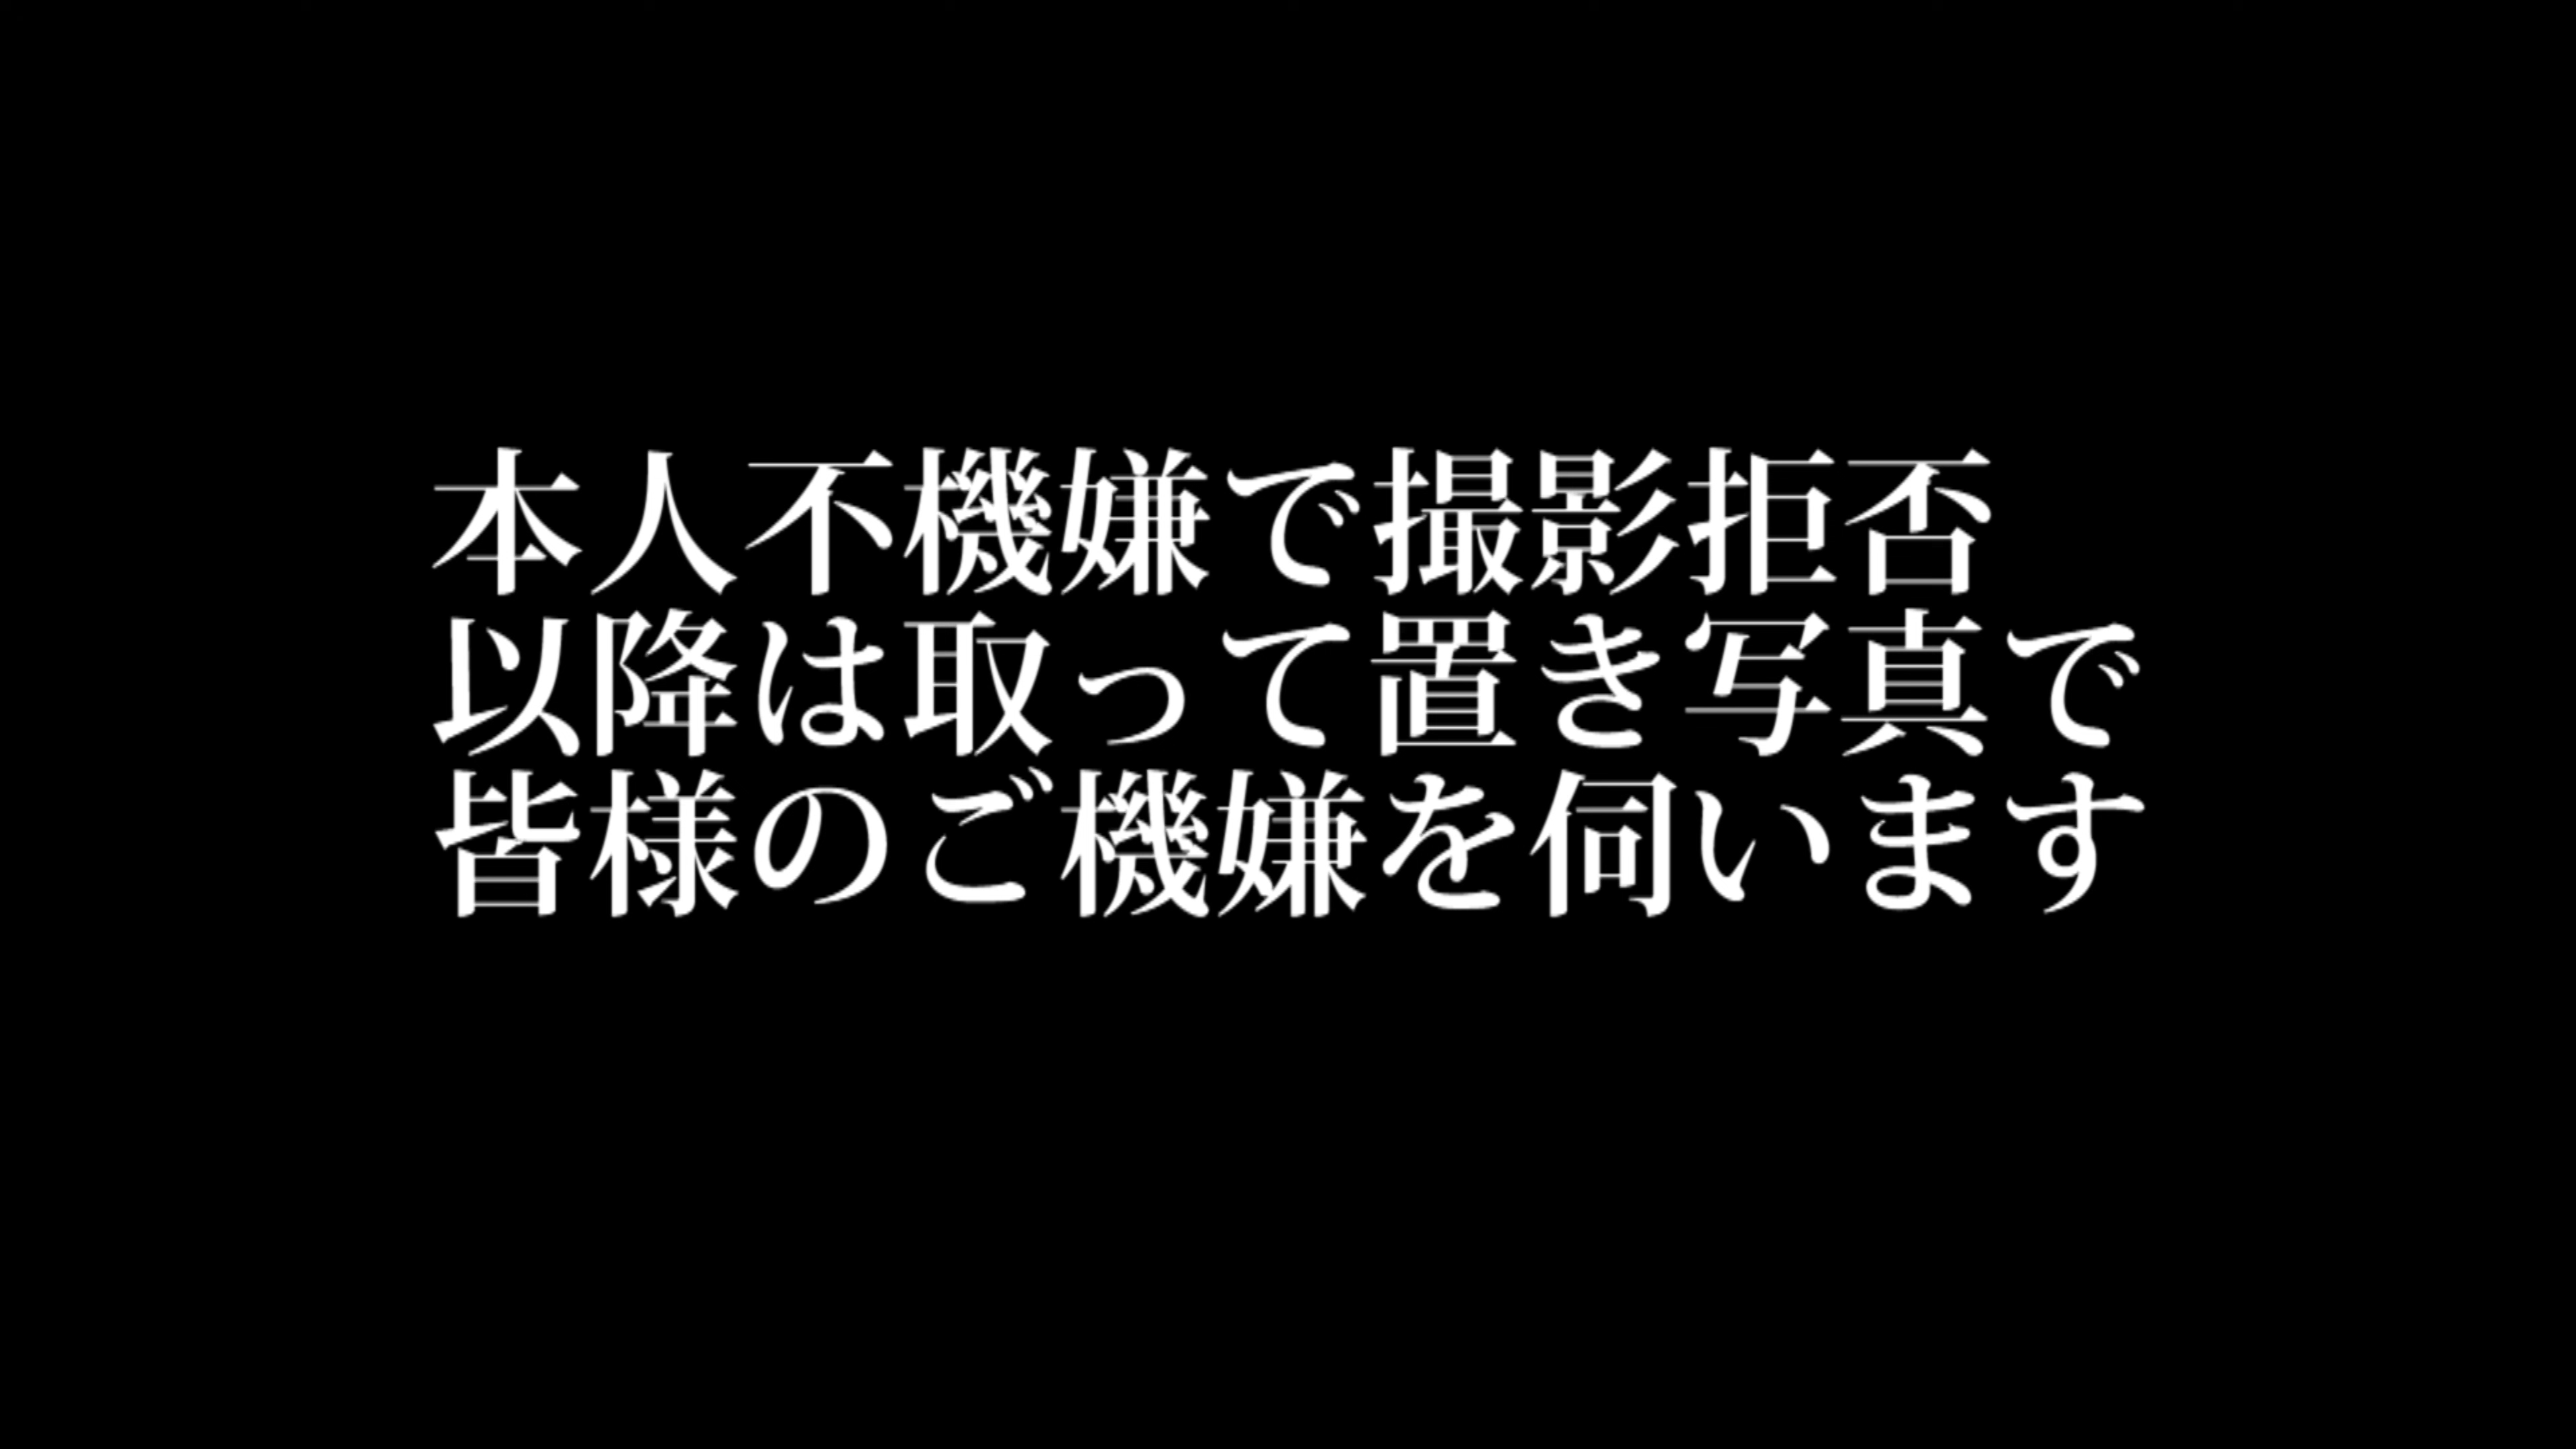 本人不機嫌で撮影拒否
以降は取って置き写真で
皆様のご機嫌を伺います